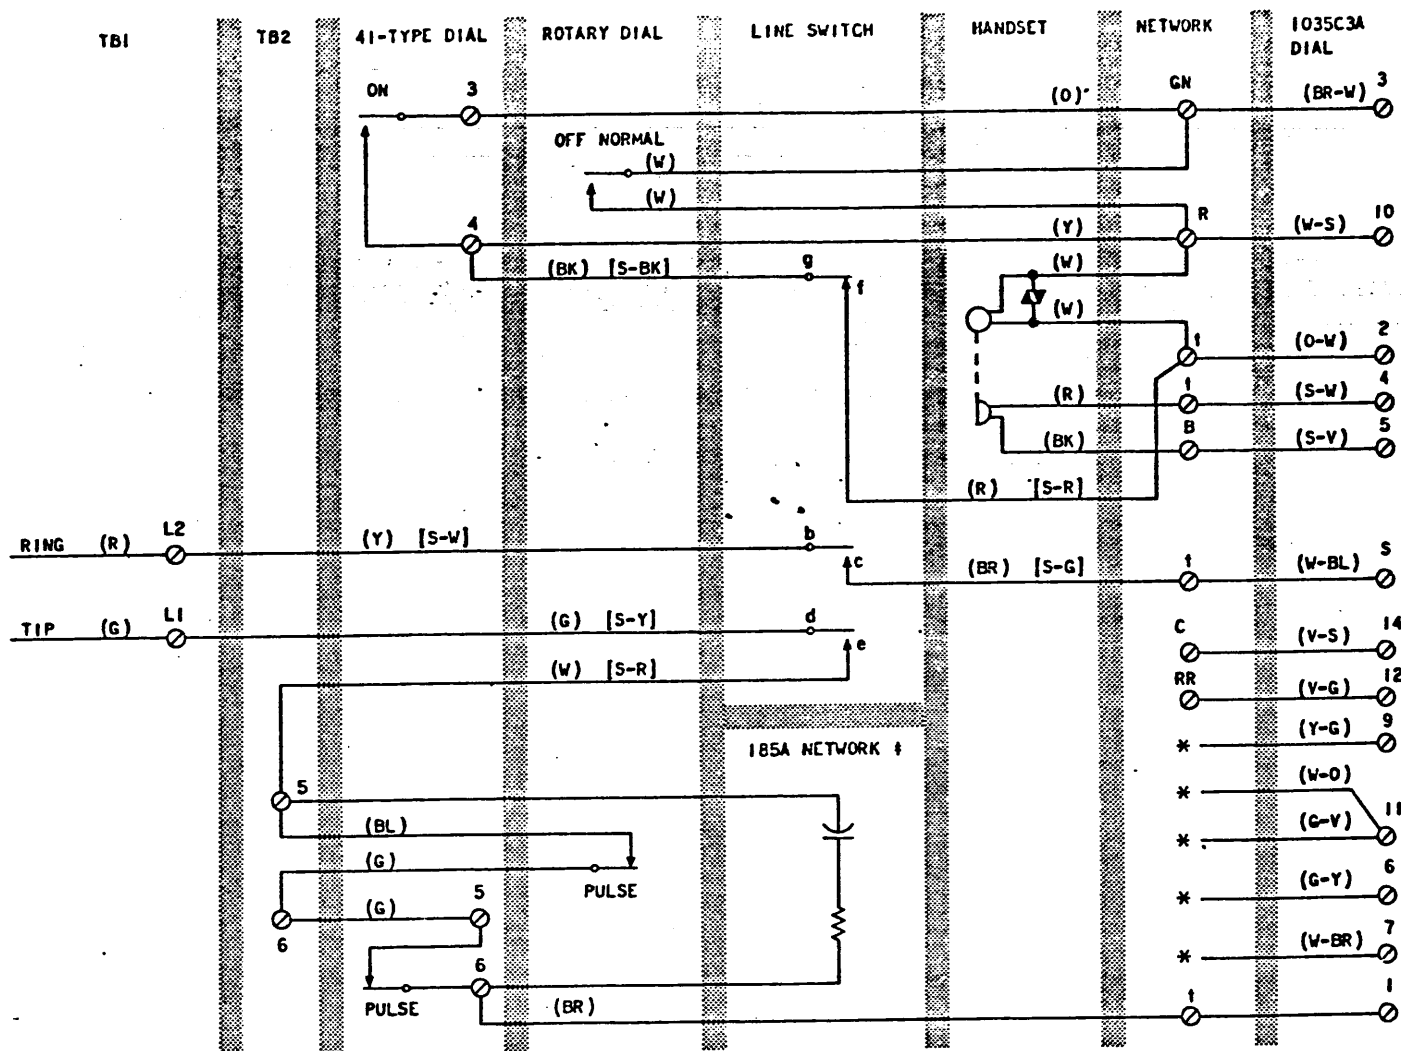 TB1 TB2 41-TYPE DIAL ROTARY DIAL LINE SWITCH HANDSET NETWORK 1035C3A
DIAL
ON 3 (O) GN (BR-W) 3
OFF NORMAL
(W)
(W)
4 (Y) R (W-S) 10
(BK) [S-BK] g (W)
f
(W)
t (O-W) 2
(R) t (S-W) 4
(BK) B (S-V) 5
(R) [S-R]
RING (R) L2 (Y) [S-W] b
c (BR) [S-G] t (W-BL) S
TIP (G) L1 (G) [S-Y] d
e
C (V-S) 14
(W) [S-R]
RR (V-G) 12
185A NETWORK ‡
* (Y-G) 9
5
* (W-O)
(BL)
* (G-V) 11
(G)
PULSE
* (G-Y) 6
6 (G) 5
* (W-BR) 7
PULSE 6
(BR) t 1